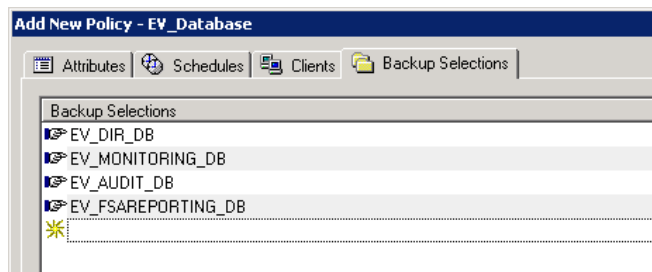 Add New Policy - EV_Database
Attributes Schedules Clients Backup Selections
Backup Selections
EV_DIR_DB
EV_MONITORING_DB
EV_AUDIT_DB
EV_FSAREPORTING_DB